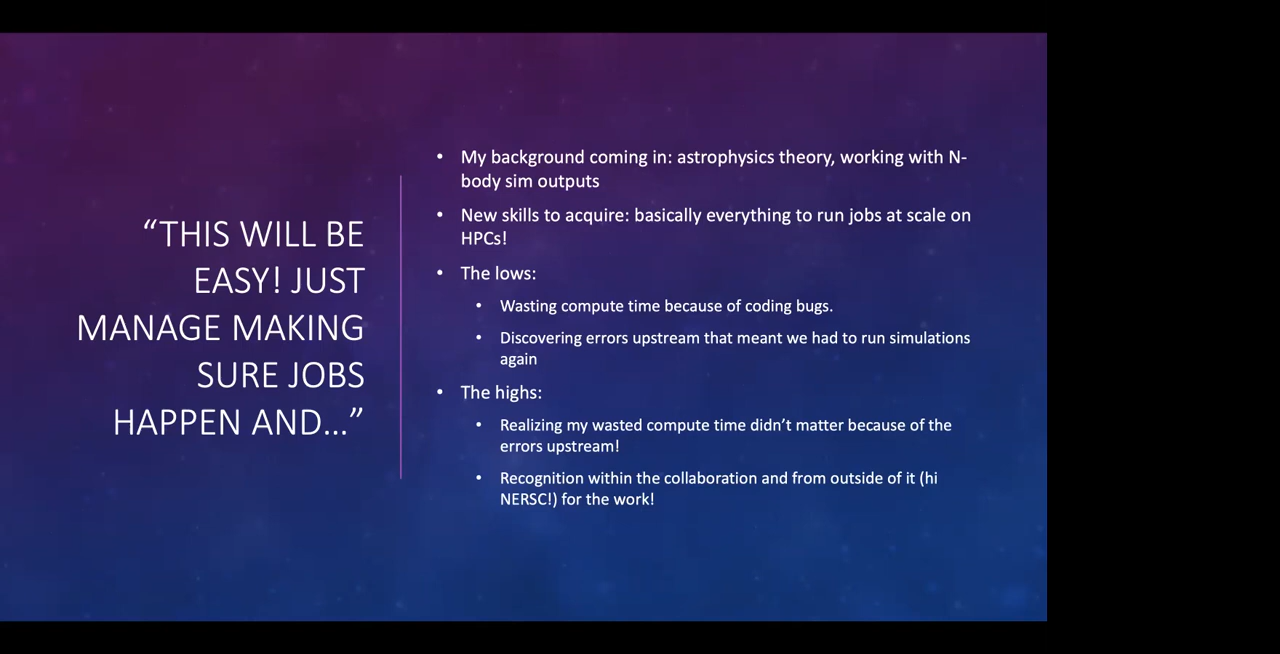 “THIS WILL BE
EASY! JUST
MANAGE MAKING
SURE JOBS
HAPPEN AND…”
• My background coming in: astrophysics theory, working with N-
body sim outputs
• New skills to acquire: basically everything to run jobs at scale on
HPCs!
• The lows:
• Wasting compute time because of coding bugs.
• Discovering errors upstream that meant we had to run simulations
again
• The highs:
• Realizing my wasted compute time didn’t matter because of the
errors upstream!
• Recognition within the collaboration and from outside of it (hi
NERSC!) for the work!